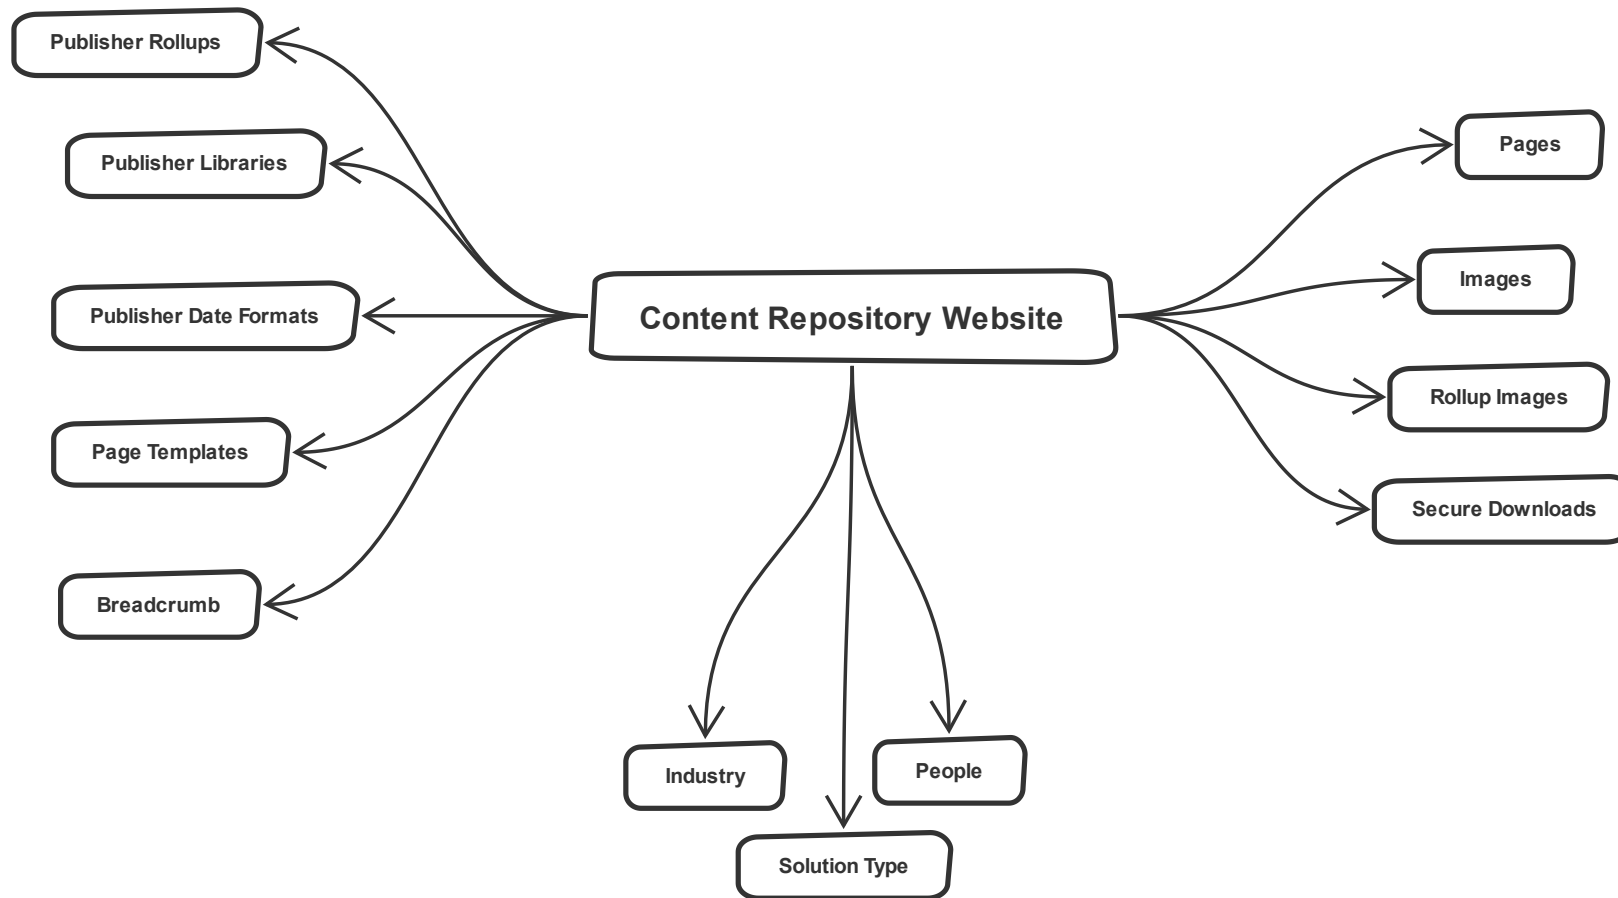 Publisher Rollups
Publisher Libraries
Publisher Date Formats
Page Templates
Breadcrumb
Content Repository Website
Pages
Images
Rollup Images
Secure Downloads
Industry
People
Solution Type